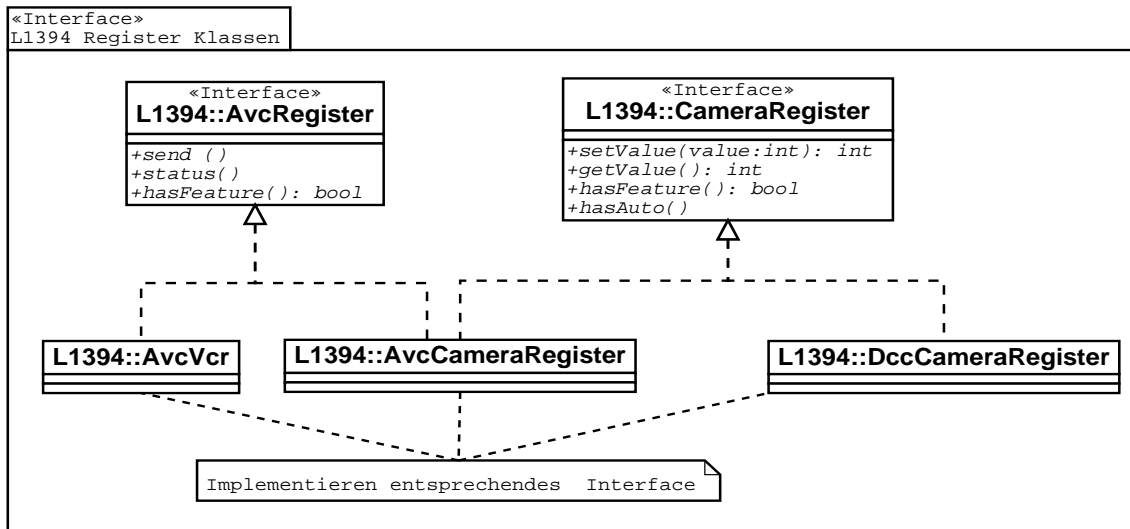 «Interface»
L1394 Register Klassen
«Interface»
L1394::AvcRegister
+send ()
+status()
+hasFeature(): bool
«Interface»
L1394::CameraRegister
+setValue(value:int): int
+getValue(): int
+hasFeature(): bool
+hasAuto()
L1394::AvcVcr
L1394::AvcCameraRegister
L1394::DccCameraRegister
Implementieren entsprechendes Interface